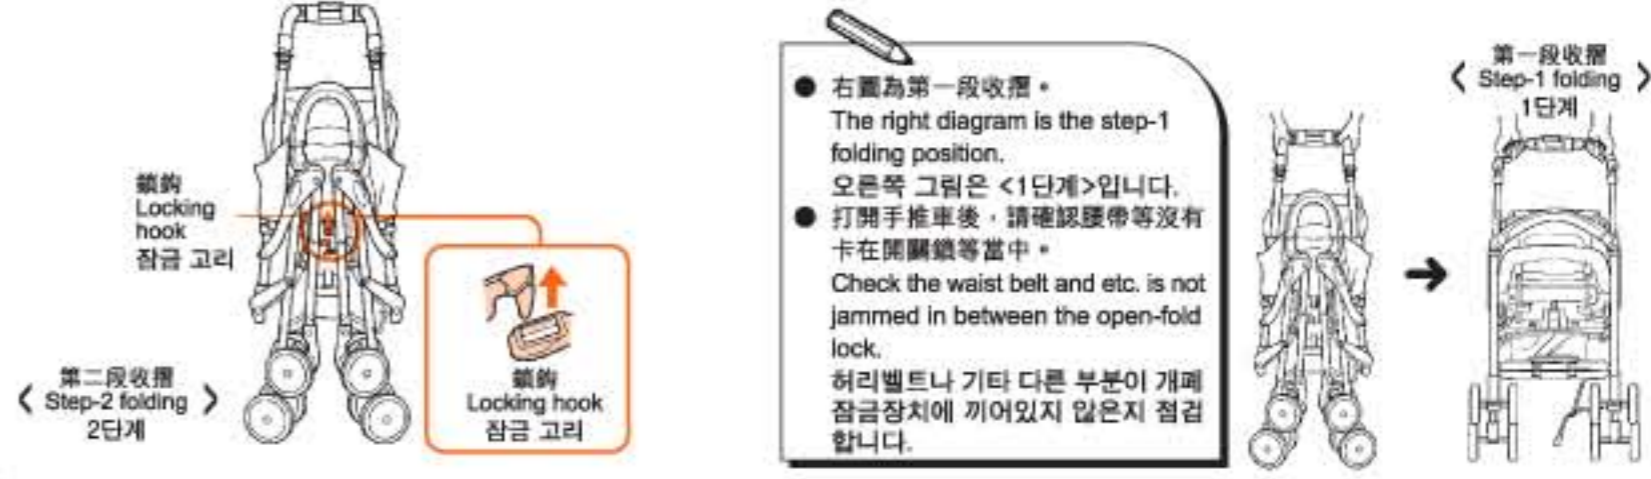 鎖鉤
Locking
hook
잠금 고리
第二段收摺
〈 Step-2 folding 〉
2단계
鎖鉤
Locking hook
잠금 고리
● 右圖為第一段收摺。
The right diagram is the step-1
folding position.
오른쪽 그림은 <1단계>입니다.
● 打開手推車後，請確認腰帶等沒有
卡在開關鎖等當中。
Check the waist belt and etc. is not
jammed in between the open-fold
lock.
허리벨트나 기타 다른 부분이 개폐
잠금장치에 끼어있지 않은지 점검
합니다.
第一段收摺
〈 Step-1 folding 〉
1단계